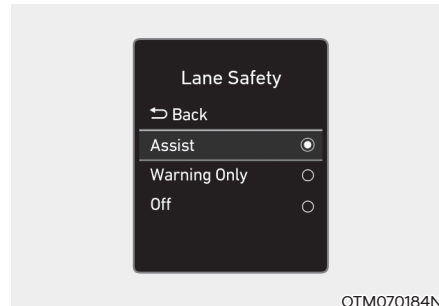 Lane Safety
Back
Assist
Warning Only
Off
OTM070184N